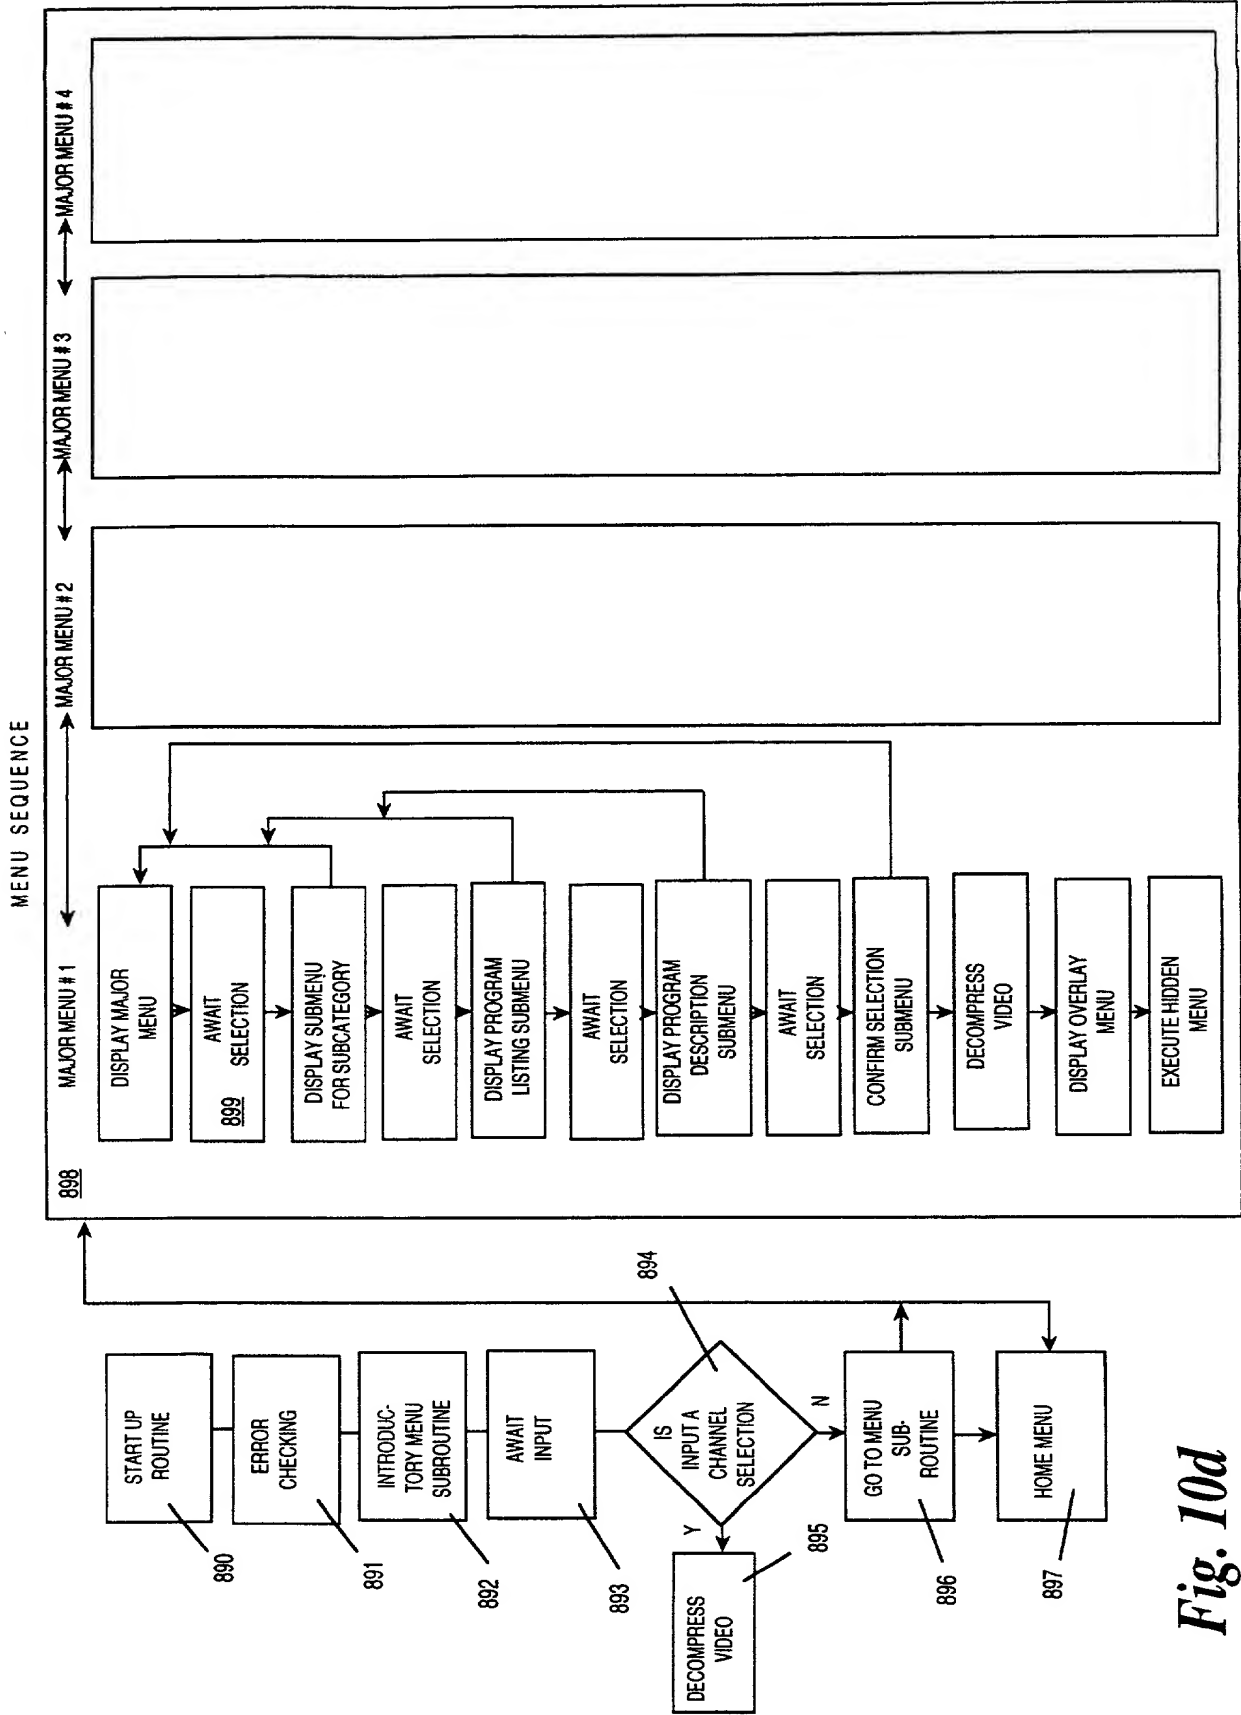 MENU SEQUENCE
MAJOR MENU # 1
MAJOR MENU # 2
MAJOR MENU # 3
MAJOR MENU # 4
898
DISPLAY MAJOR
MENU
AWAIT
SELECTION
899
DISPLAY SUBMENU
FOR SUBCATEGORY
AWAIT
SELECTION
DISPLAY PROGRAM
LISTING SUBMENU
AWAIT
SELECTION
DISPLAY PROGRAM
DESCRIPTION
SUBMENU
AWAIT
SELECTION
CONFIRM SELECTION
SUBMENU
DECOMPRESS
VIDEO
DISPLAY OVERLAY
MENU
EXECUTE HIDDEN
MENU
START UP
ROUTINE
890
ERROR
CHECKING
891
INTRODUC-
TORY MENU
SUBROUTINE
892
AWAIT
INPUT
893
IS
INPUT A
CHANNEL
SELECTION
894
Y
N
DECOMPRESS
VIDEO
895
GO TO MENU
SUB-
ROUTINE
896
HOME MENU
897
Fig. 10d